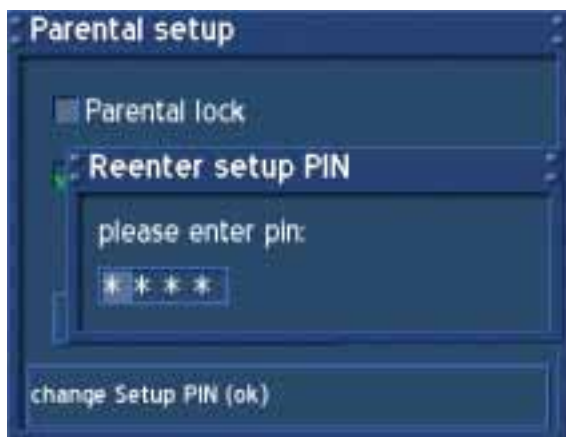 Parental setup
Parental lock
Reenter setup PIN
please enter pin:
* * * *
change Setup PIN (ok)